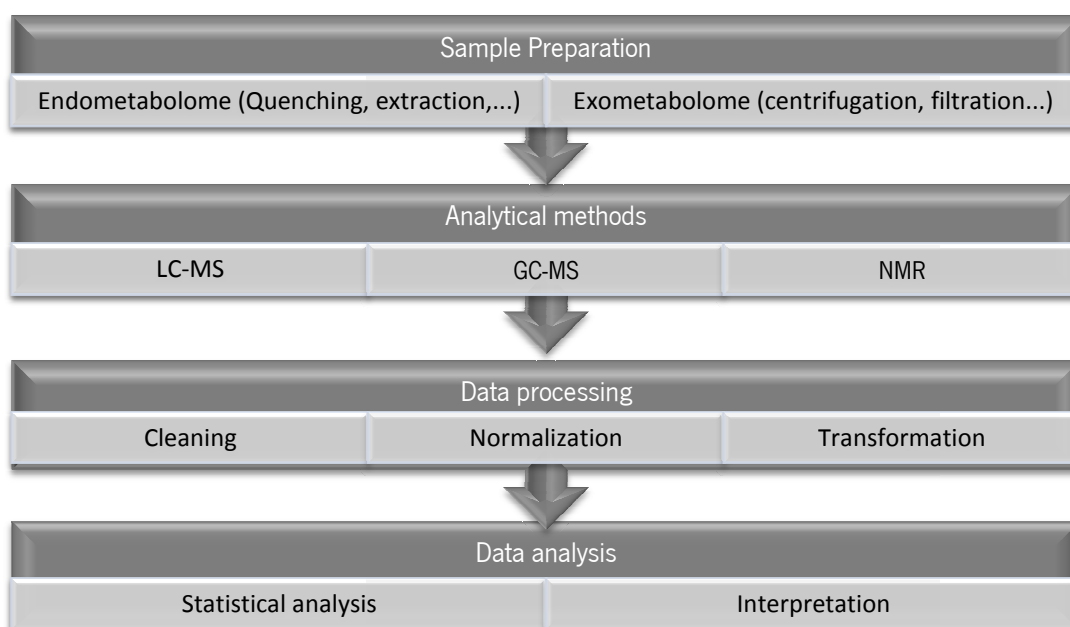 Sample Preparation
Endometabolome (Quenching, extraction,...)
Exometabolome (centrifugation, filtration...)
Analytical methods
LC-MS
GC-MS
NMR
Data processing
Cleaning
Normalization
Transformation
Data analysis
Statistical analysis
Interpretation